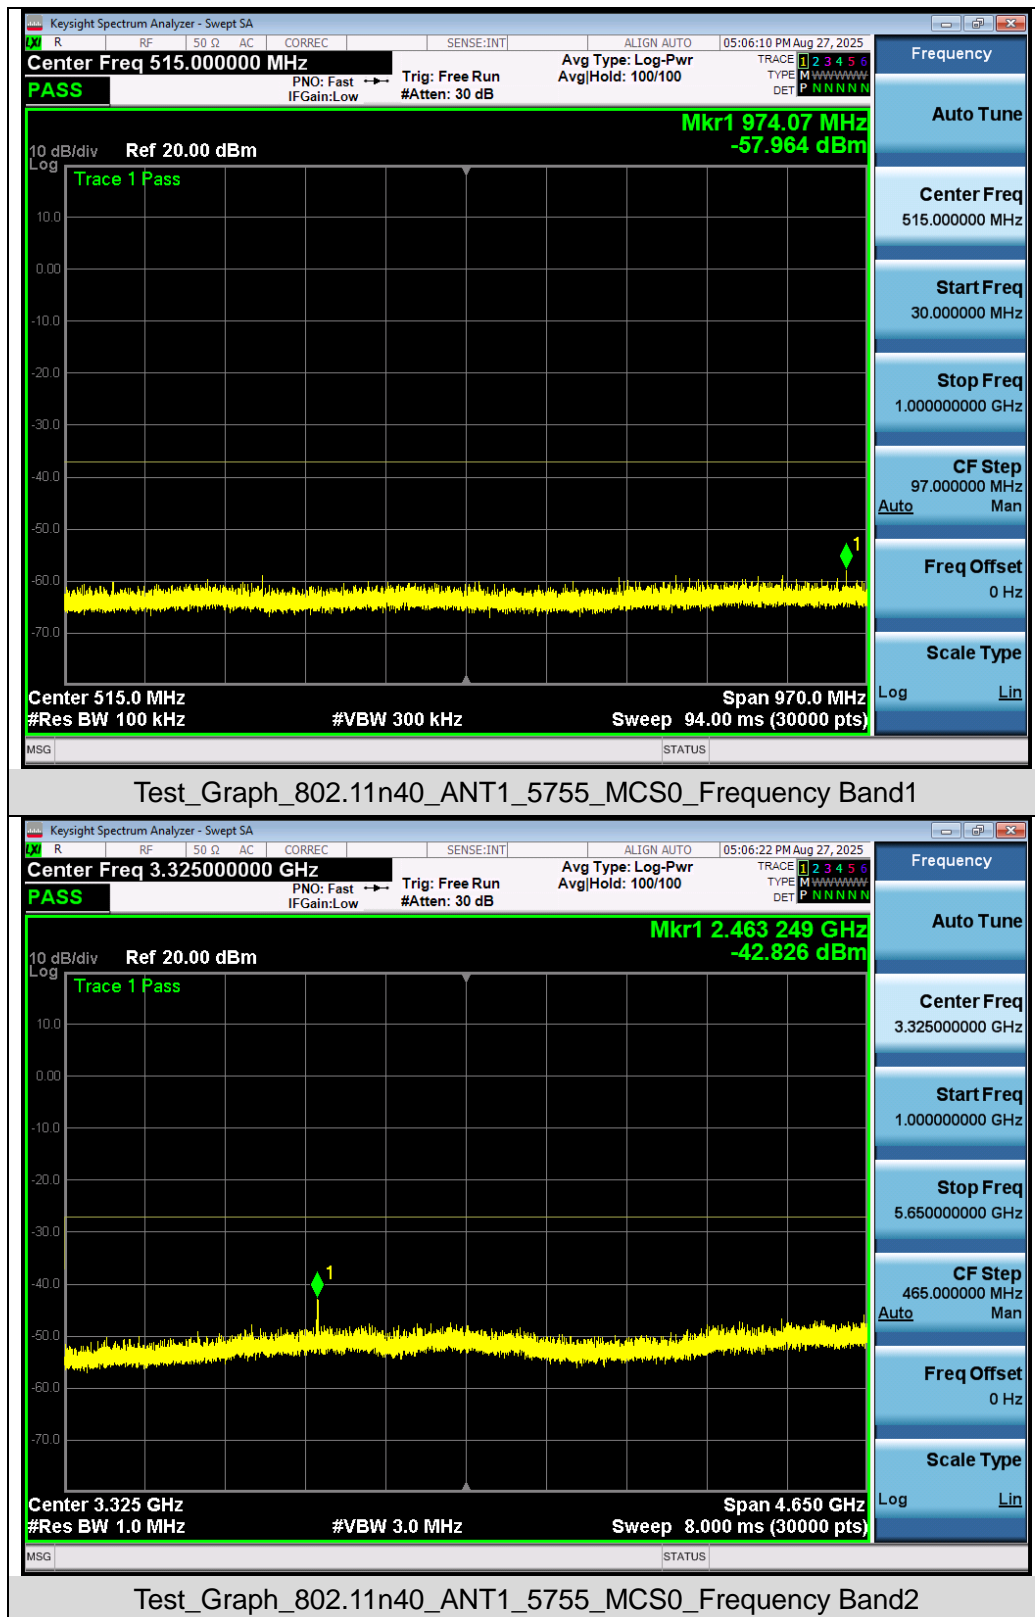 Keysight Spectrum Analyzer - Swept SA
LXI R RF 50 Ω AC CORREC SENSE:INT ALIGN AUTO 05:06:10 PM Aug 27, 2025
Center Freq 515.000000 MHz
PASS
PNO: Fast
IFGain:Low
Trig: Free Run
#Atten: 30 dB
Avg Type: Log-Pwr
Avg|Hold: 100/100
TRACE 1 2 3 4 5 6
TYPE M WWWWW
DET P N N N N N
Mkr1 974.07 MHz
-57.964 dBm
10 dB/div Ref 20.00 dBm
Log
Trace 1 Pass
10.0
0.00
-10.0
-20.0
-30.0
-40.0
-50.0
1
-60.0
-70.0
Center 515.0 MHz Span 970.0 MHz
#Res BW 100 kHz #VBW 300 kHz Sweep 94.00 ms (30000 pts)
MSG STATUS
Frequency
Auto Tune
Center Freq
515.000000 MHz
Start Freq
30.000000 MHz
Stop Freq
1.000000000 GHz
CF Step
97.000000 MHz
Auto Man
Freq Offset
0 Hz
Scale Type
Log Lin
Test_Graph_802.11n40_ANT1_5755_MCS0_Frequency Band1
Keysight Spectrum Analyzer - Swept SA
LXI R RF 50 Ω AC CORREC SENSE:INT ALIGN AUTO 05:06:22 PM Aug 27, 2025
Center Freq 3.325000000 GHz
PASS
PNO: Fast
IFGain:Low
Trig: Free Run
#Atten: 30 dB
Avg Type: Log-Pwr
Avg|Hold: 100/100
TRACE 1 2 3 4 5 6
TYPE M WWWWW
DET P N N N N N
Mkr1 2.463 249 GHz
-42.826 dBm
10 dB/div Ref 20.00 dBm
Log
Trace 1 Pass
10.0
0.00
-10.0
-20.0
-30.0
1
-40.0
-50.0
-60.0
-70.0
Center 3.325 GHz Span 4.650 GHz
#Res BW 1.0 MHz #VBW 3.0 MHz Sweep 8.000 ms (30000 pts)
MSG STATUS
Frequency
Auto Tune
Center Freq
3.325000000 GHz
Start Freq
1.000000000 GHz
Stop Freq
5.650000000 GHz
CF Step
465.000000 MHz
Auto Man
Freq Offset
0 Hz
Scale Type
Log Lin
Test_Graph_802.11n40_ANT1_5755_MCS0_Frequency Band2